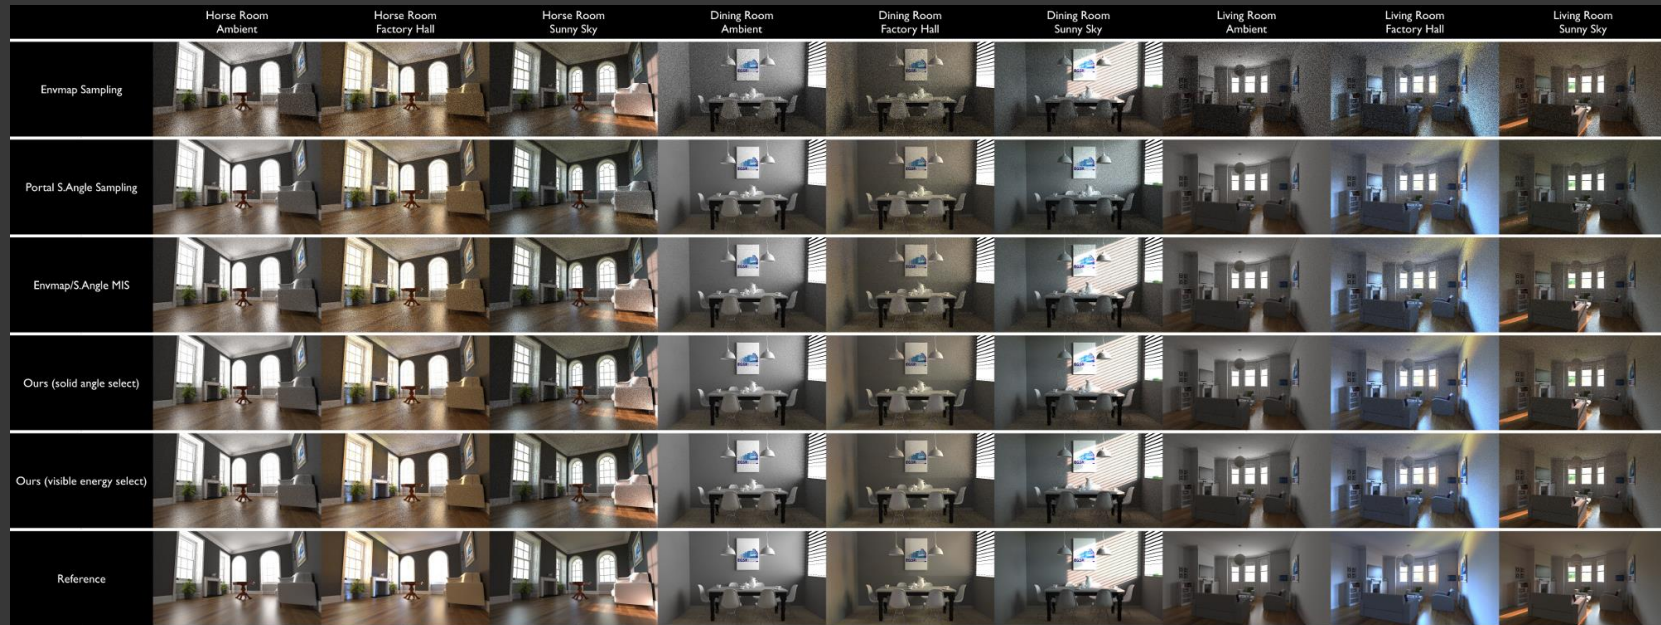 Horse Room
Ambient
Horse Room
Factory Hall
Horse Room
Sunny Sky
Dining Room
Ambient
Dining Room
Factory Hall
Dining Room
Sunny Sky
Living Room
Ambient
Living Room
Factory Hall
Living Room
Sunny Sky
Envmap Sampling
Portal S.Angle Sampling
Envmap/S.Angle MIS
Ours (solid angle select)
Ours (visible energy select)
Reference